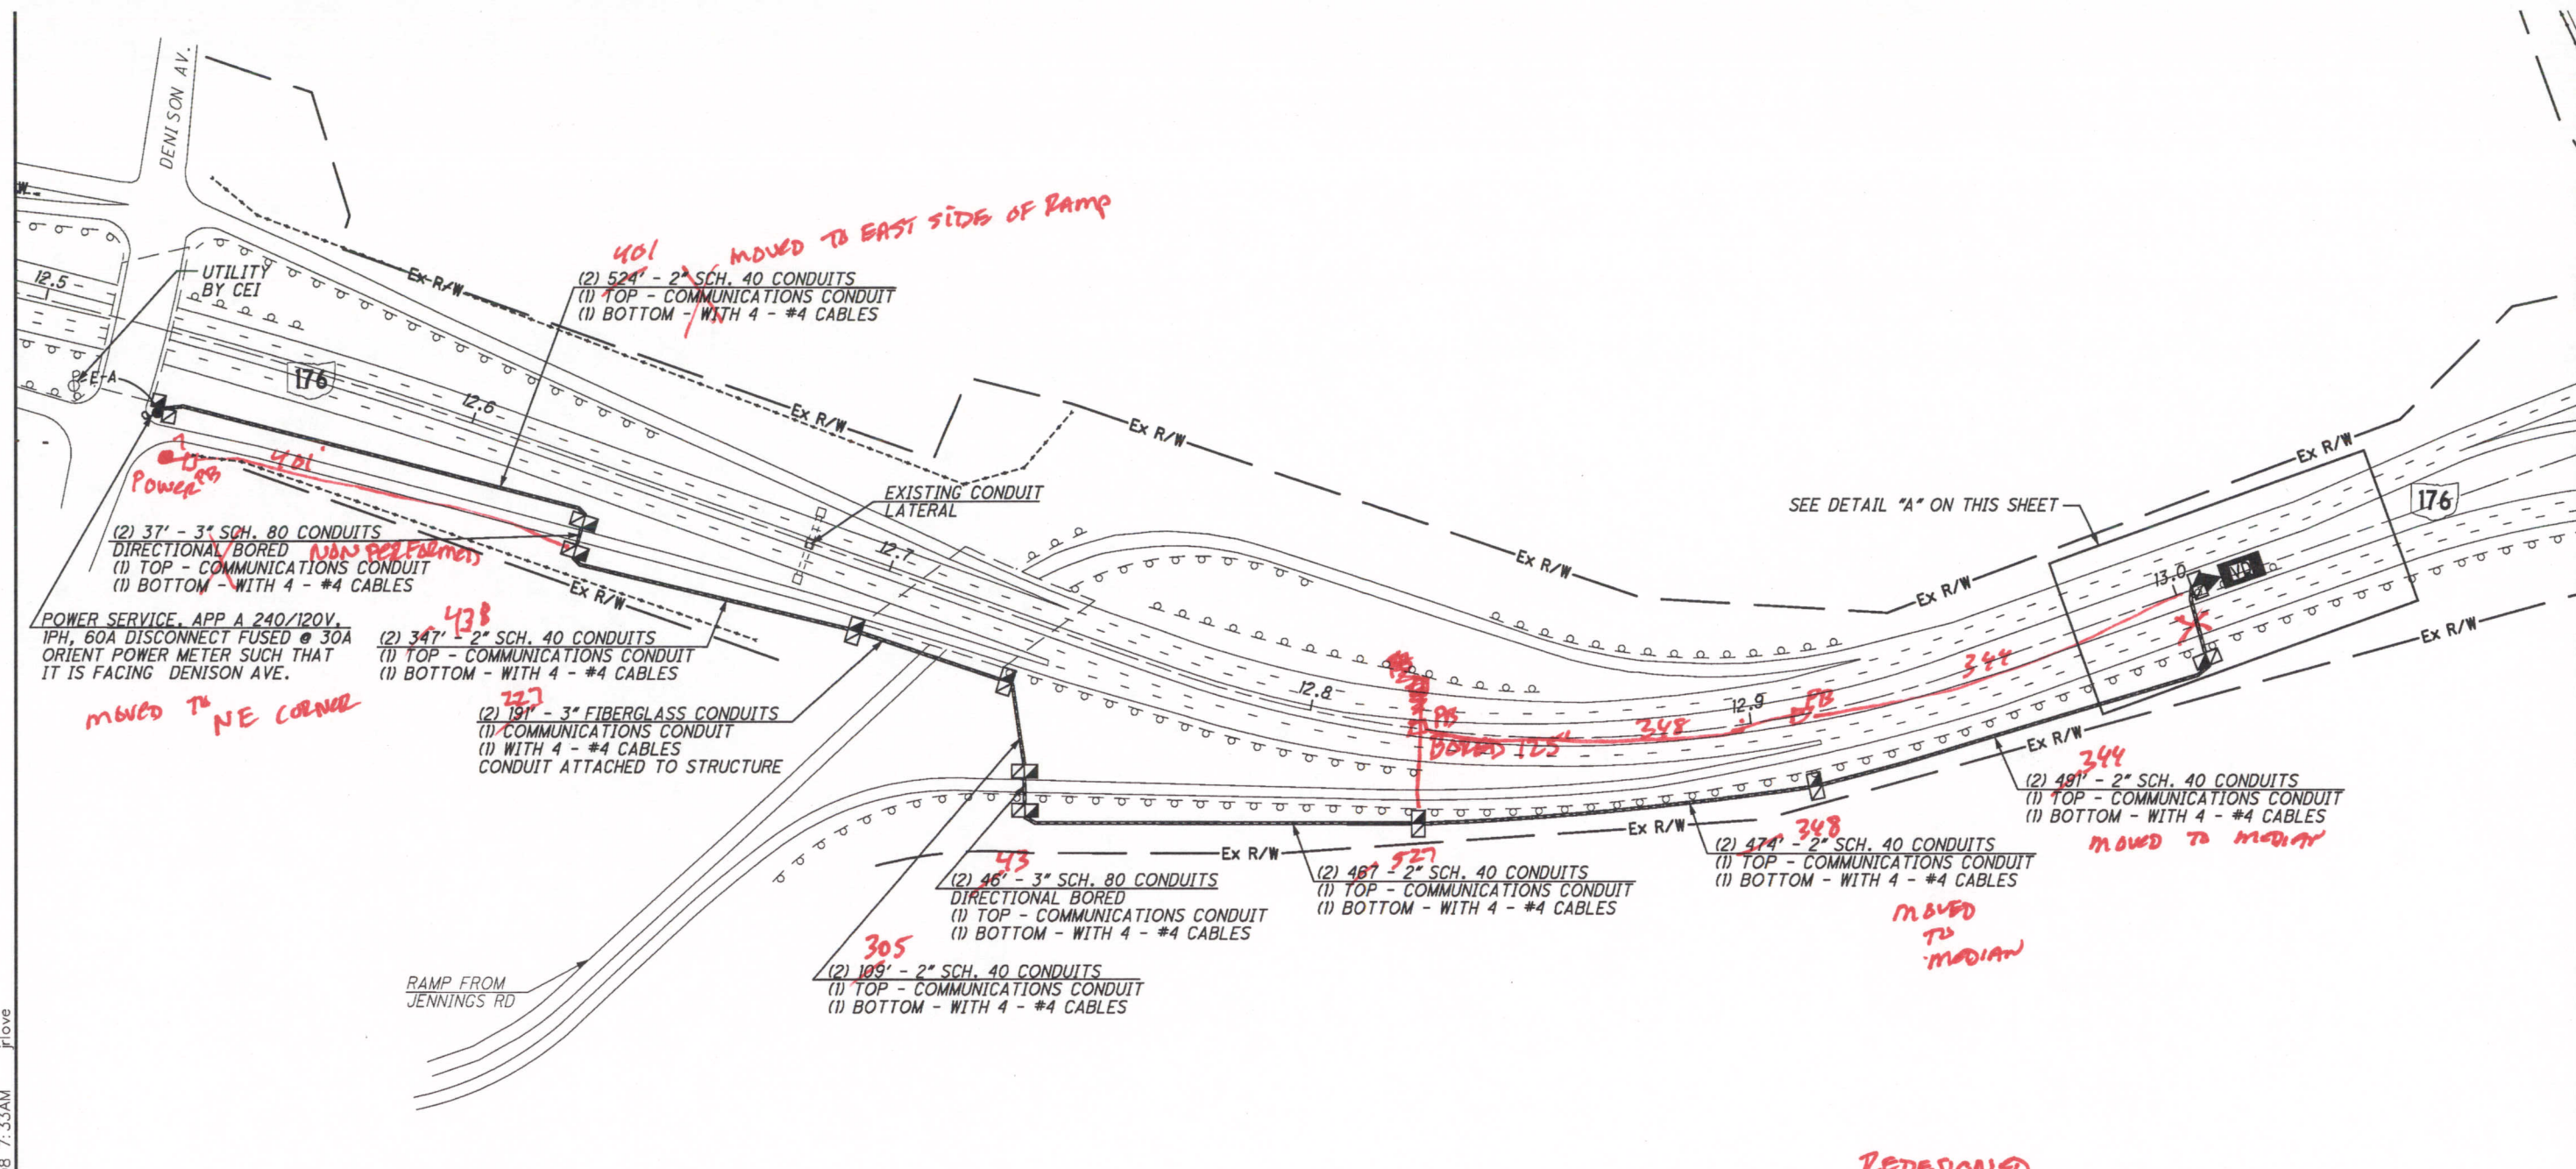 DENISON AV.
W
12.5
UTILITY
BY CEI
Ex R/W
401
MOVED TO EAST SIDE OF RAMP
(2) 524' - 2" SCH. 40 CONDUITS
(1) TOP - COMMUNICATIONS CONDUIT
(1) BOTTOM - WITH 4 - #4 CABLES
176
12.6
E-A
Ex R/W
Ex R/W
401'
POWER
PB
EXISTING CONDUIT
LATERAL
12.7
Ex R/W
(2) 37' - 3" SCH. 80 CONDUITS
DIRECTIONAL BORED
NON PERFORMED
(1) TOP - COMMUNICATIONS CONDUIT
(1) BOTTOM - WITH 4 - #4 CABLES
Ex R/W
POWER SERVICE, APP A 240/120V,
1PH, 60A DISCONNECT FUSED @ 30A
ORIENT POWER METER SUCH THAT
IT IS FACING DENISON AVE.
MOVED TO
NE CORNER
438
(2) 347' - 2" SCH. 40 CONDUITS
(1) TOP - COMMUNICATIONS CONDUIT
(1) BOTTOM - WITH 4 - #4 CABLES
227
(2) 191' - 3" FIBERGLASS CONDUITS
(1) COMMUNICATIONS CONDUIT
(1) WITH 4 - #4 CABLES
CONDUIT ATTACHED TO STRUCTURE
SEE DETAIL "A" ON THIS SHEET
Ex R/W
176
Ex R/W
13.0
Ex R/W
12.8
PB
BORED 125'
348
12.9
PB
344
Ex R/W
344
(2) 481' - 2" SCH. 40 CONDUITS
(1) TOP - COMMUNICATIONS CONDUIT
(1) BOTTOM - WITH 4 - #4 CABLES
MOVED TO MEDIAN
Ex R/W
348
(2) 474' - 2" SCH. 40 CONDUITS
(1) TOP - COMMUNICATIONS CONDUIT
(1) BOTTOM - WITH 4 - #4 CABLES
MOVED
TO
MEDIAN
Ex R/W
527
(2) 467 - 2" SCH. 40 CONDUITS
(1) TOP - COMMUNICATIONS CONDUIT
(1) BOTTOM - WITH 4 - #4 CABLES
43
(2) 46' - 3" SCH. 80 CONDUITS
DIRECTIONAL BORED
(1) TOP - COMMUNICATIONS CONDUIT
(1) BOTTOM - WITH 4 - #4 CABLES
305
(2) 109' - 2" SCH. 40 CONDUITS
(1) TOP - COMMUNICATIONS CONDUIT
(1) BOTTOM - WITH 4 - #4 CABLES
RAMP FROM
JENNINGS RD
jrlove
7:33AM